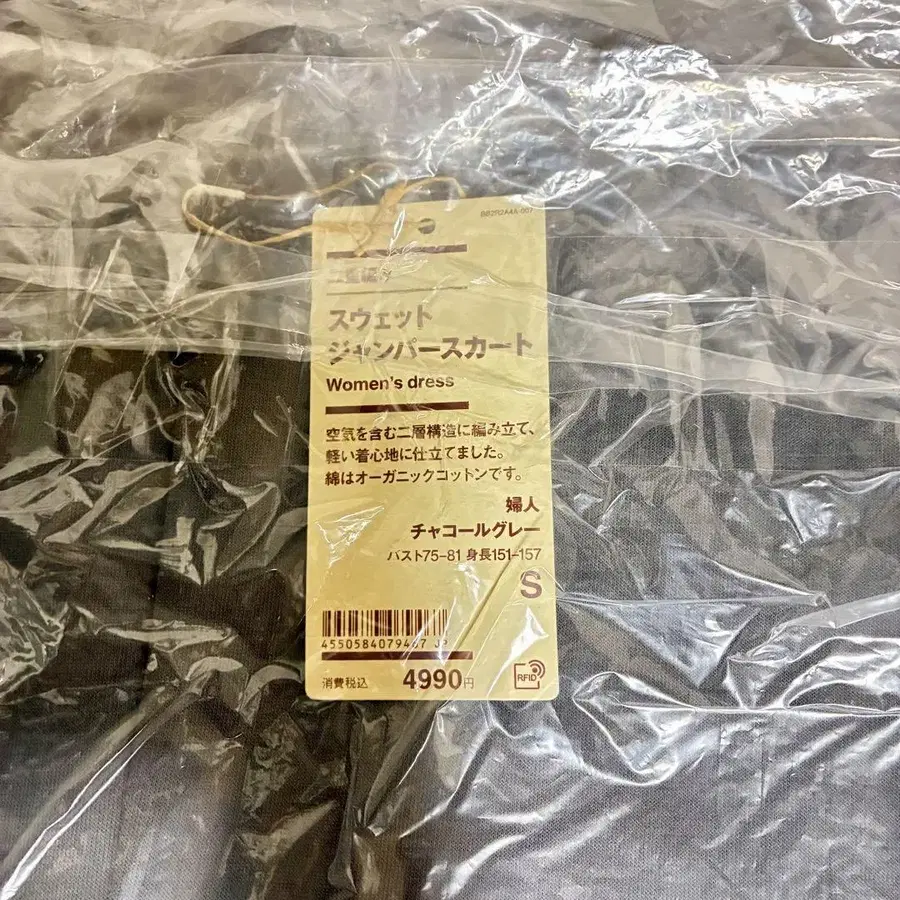 スウェット
ジャンパースカート
Women's dress
空気を含む二層構造に編み立て、
軽い着心地に仕立てました。
綿はオーガニックコットンです。
婦人
チャコールグレー
バスト75-81 身長151-157
S
消費税込 4990円
RFID